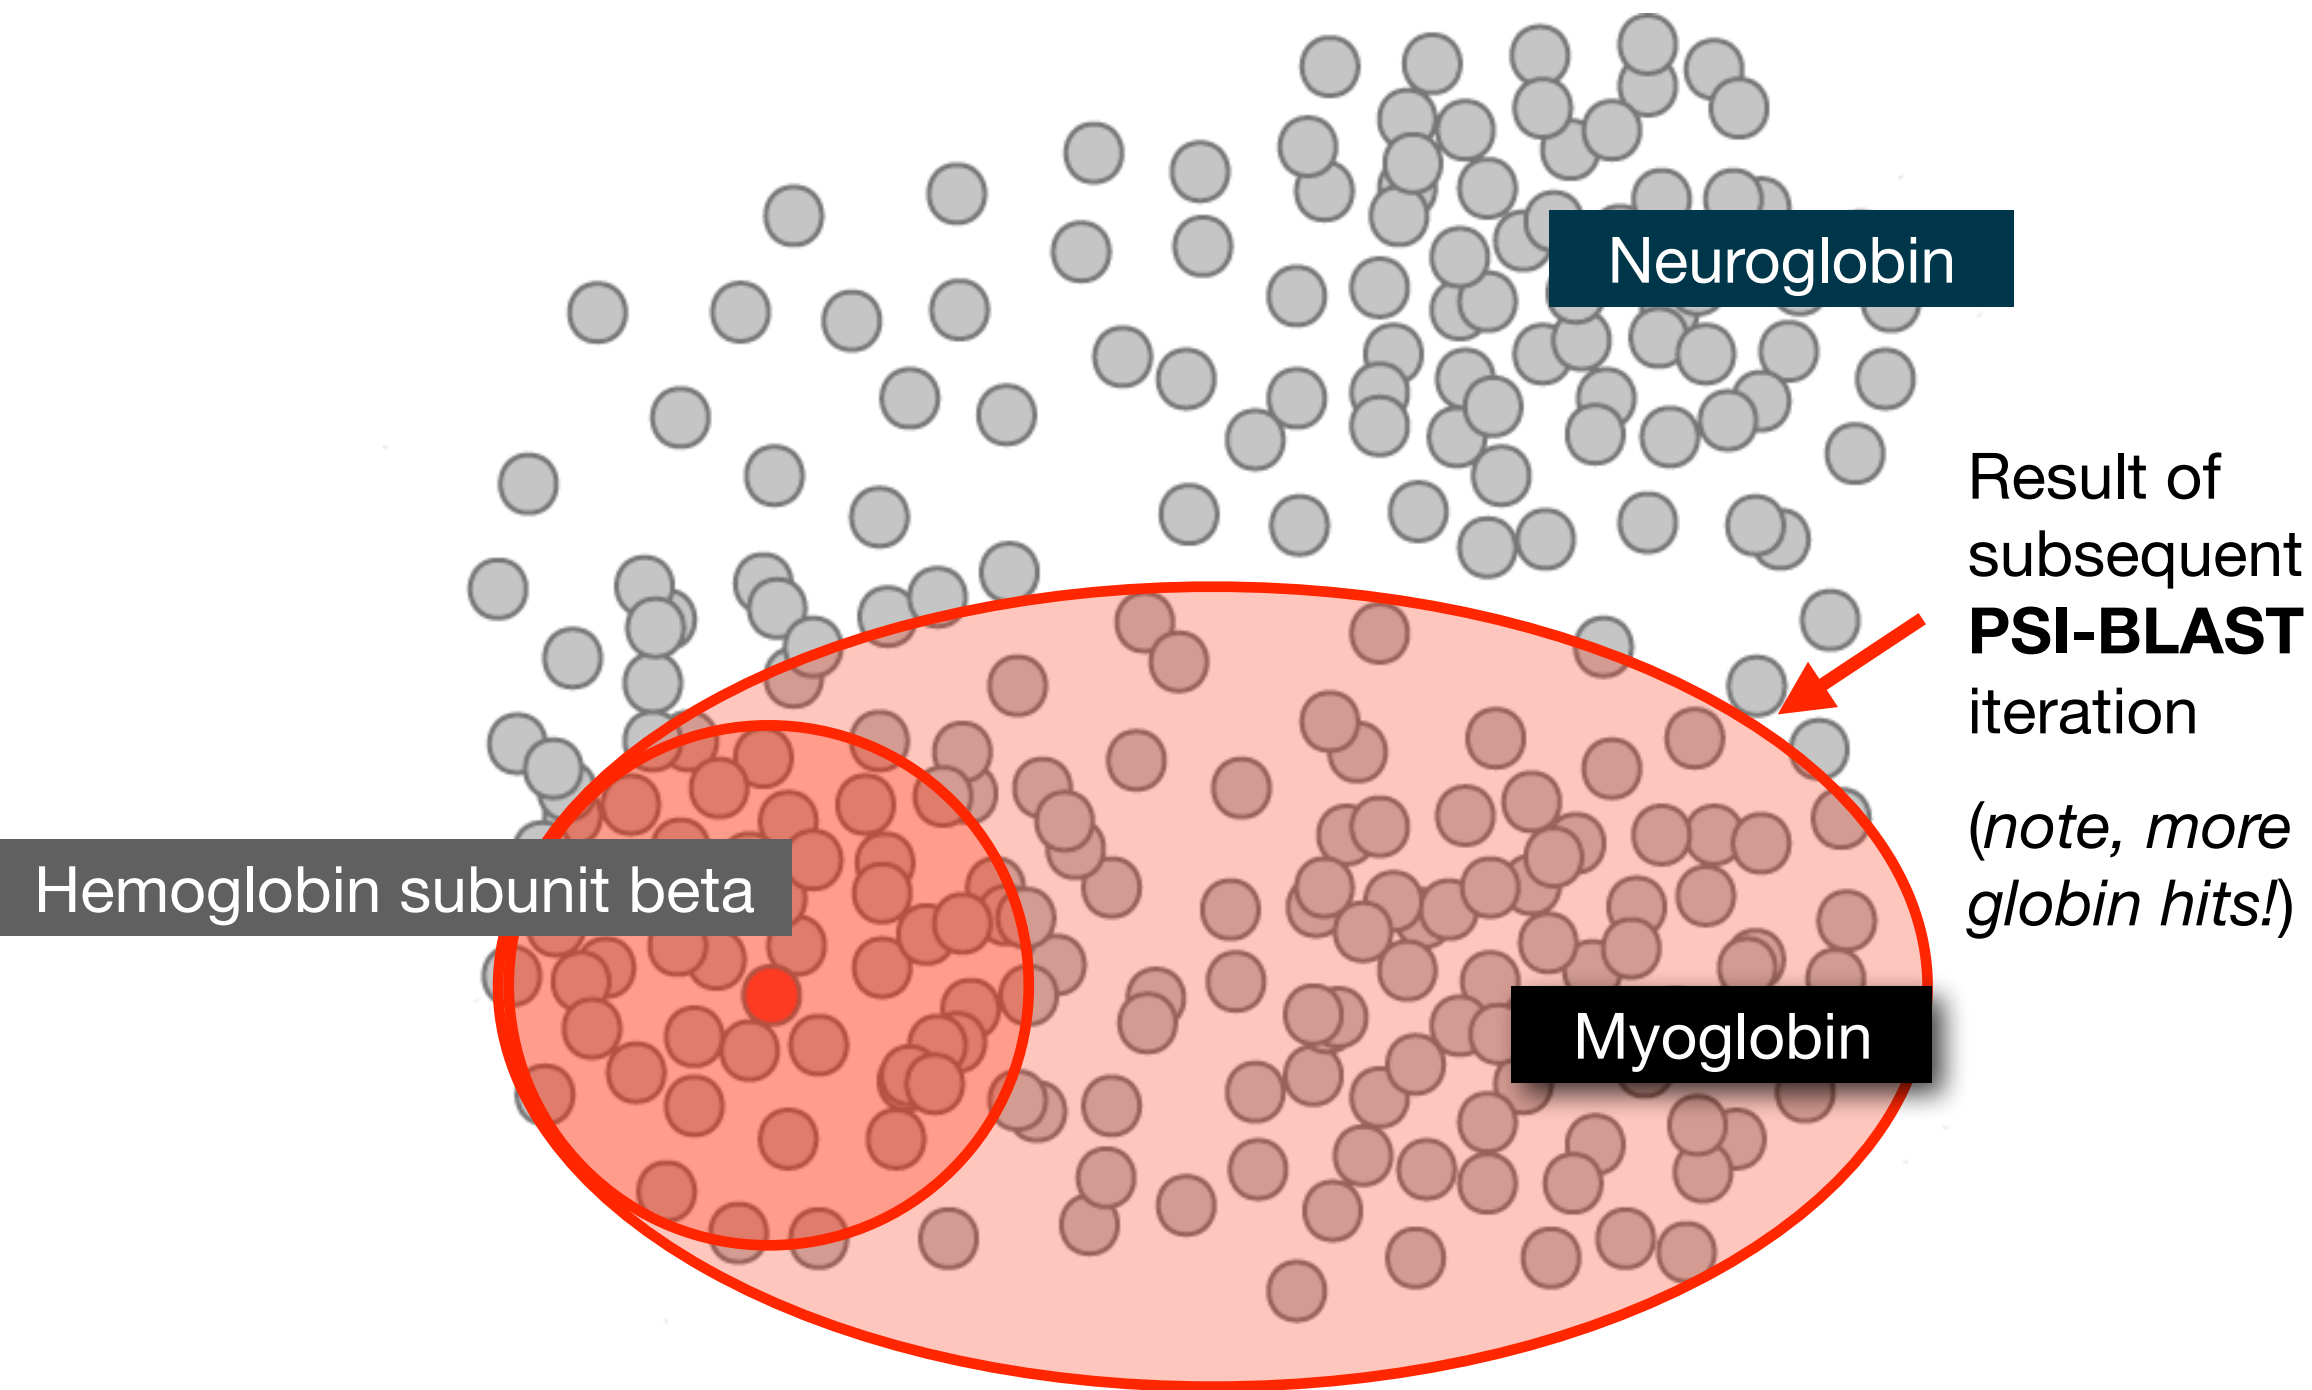 Neuroglobin
Result of
subsequent
PSI-BLAST
iteration
(note, more
globin hits!)
Hemoglobin subunit beta
Myoglobin